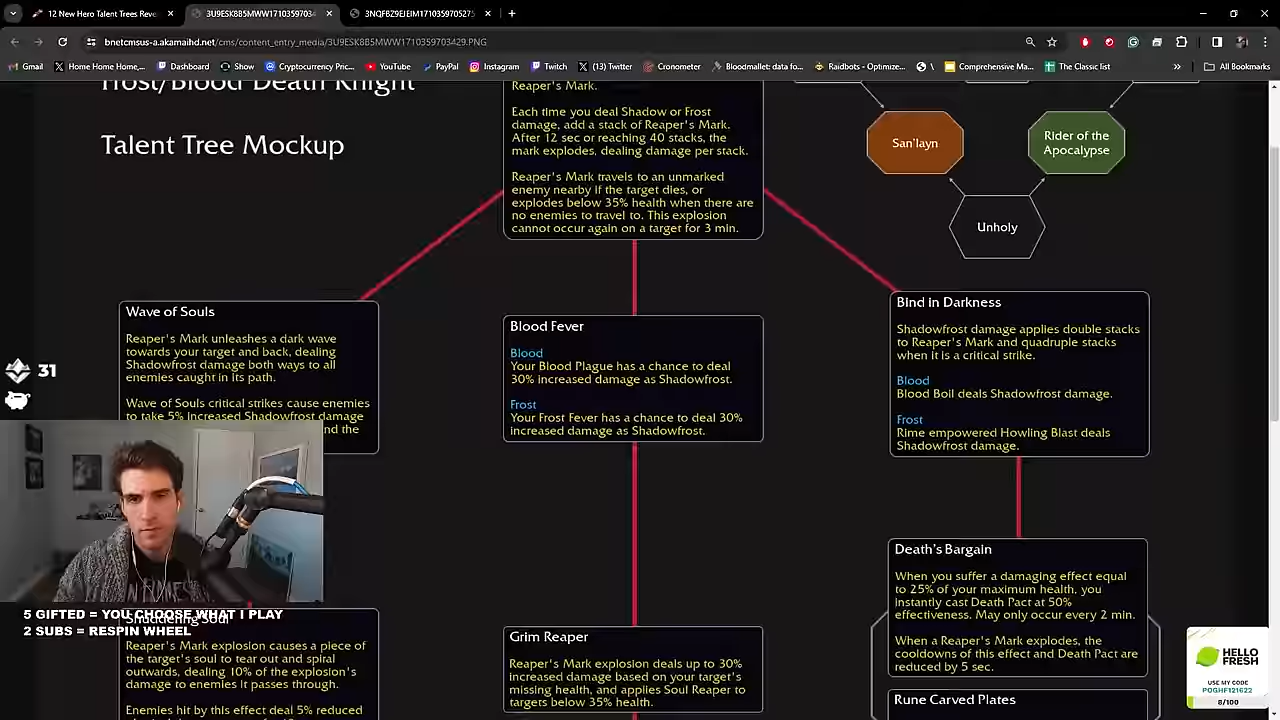 12 New Hero Talent Trees Reve
3U9ESK8B5MWW17103597034
3NQFBZ9EJEIM1710359705275
bnetcmsus-a.akamaihd.net/cms/content_entry_media/3U9ESK8B5MWW1710359703429.PNG
Gmail
Home Home Home,...
Dashboard
Show
Cryptocurrency Pric...
YouTube
PayPal
Instagram
Twitch
(13) Twitter
Cronometer
Bloodmallet: data fo...
Raidbots - Optimize...
Comprehensive Ma...
The Classic list
All Bookmarks
Frost/Blood Death Knight
Talent Tree Mockup
Reaper's Mark.
Each time you deal Shadow or Frost
damage, add a stack of Reaper's Mark.
After 12 sec or reaching 40 stacks, the
mark explodes, dealing damage per stack.
Reaper's Mark travels to an unmarked
enemy nearby if the target dies, or
explodes below 35% health when there are
no enemies to travel to. This explosion
cannot occur again on a target for 3 min.
San'layn
Rider of the
Apocalypse
Unholy
Wave of Souls
Reaper's Mark unleashes a dark wave
towards your target and back, dealing
Shadowfrost damage both ways to all
enemies caught in its path.
Wave of Souls critical strikes cause enemies
to take 5% increased Shadowfrost damage
nd the
Blood Fever
Blood
Your Blood Plague has a chance to deal
30% increased damage as Shadowfrost.
Frost
Your Frost Fever has a chance to deal 30%
increased damage as Shadowfrost.
Bind in Darkness
Shadowfrost damage applies double stacks
to Reaper's Mark and quadruple stacks
when it is a critical strike.
Blood
Blood Boil deals Shadowfrost damage.
Frost
Rime empowered Howling Blast deals
Shadowfrost damage.
31
5 GIFTED = YOU CHOOSE WHAT I PLAY
2 SUBS = RESPIN WHEEL
Shuddering Soul
Reaper's Mark explosion causes a piece of
the target's soul to tear out and spiral
outwards, dealing 10% of the explosion's
damage to enemies it passes through.
Enemies hit by this effect deal 5% reduced
Grim Reaper
Reaper's Mark explosion deals up to 30%
increased damage based on your target's
missing health, and applies Soul Reaper to
targets below 35% health.
Death's Bargain
When you suffer a damaging effect equal
to 25% of your maximum health, you
instantly cast Death Pact at 50%
effectiveness. May only occur every 2 min.
When a Reaper's Mark explodes, the
cooldowns of this effect and Death Pact are
reduced by 5 sec.
Rune Carved Plates
HELLO
FRESH
USE MY CODE
POGHF121622
8/100